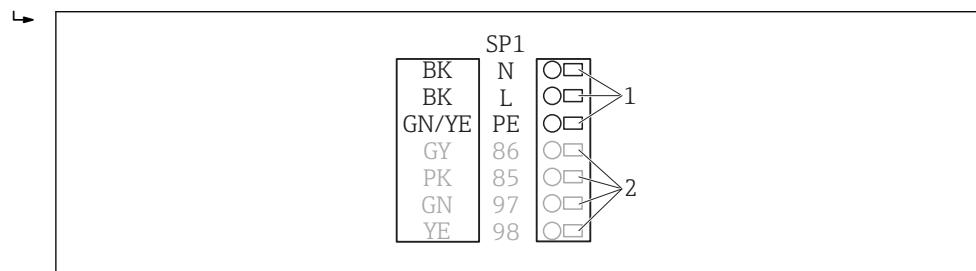 SP1
BK N
BK L 1
GN/YE PE
GY 86
PK 85 2
GN 97
YE 98